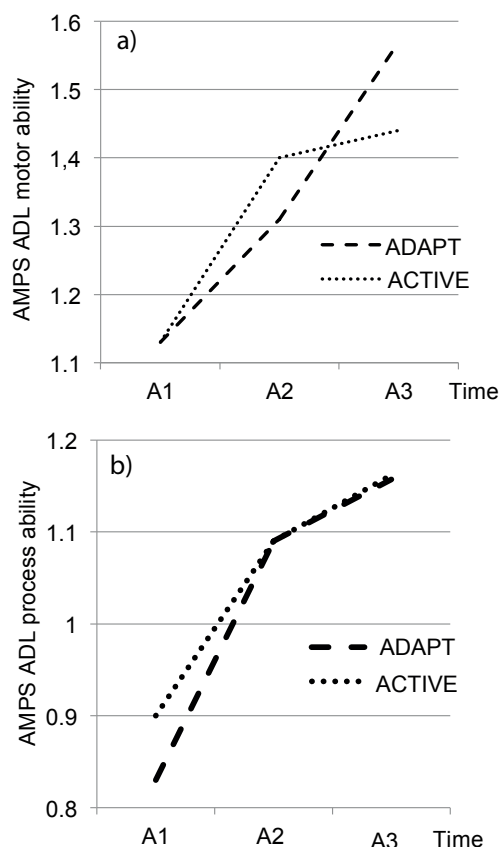 a)
AMPS ADL motor ability
1.6
1.5
1,4
1.3
1.2
1.1
ADAPT
ACTIVE
A1 A2 A3 Time
b)
AMPS ADL process ability
1.2
1.1
1
0.9
0.8
ADAPT
ACTIVE
A1 A2 A3 Time